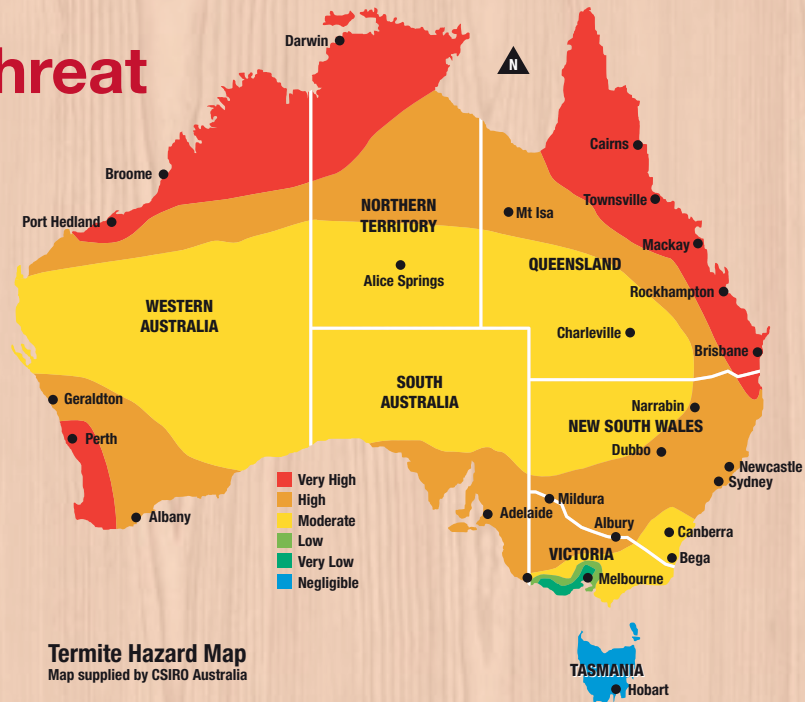 hreat
N
Darwin
Broome
Port Hedland
Cairns
Townsville
Mackay
Rockhampton
Brisbane
NORTHERN
TERRITORY
Mt Isa
Alice Springs
QUEENSLAND
Charleville
WESTERN
AUSTRALIA
SOUTH
AUSTRALIA
Geraldton
Perth
Albany
Narrabin
NEW SOUTH WALES
Dubbo
Newcastle
Sydney
Mildura
Adelaide
Albury
Canberra
Bega
VICTORIA
Melbourne
Very High
High
Moderate
Low
Very Low
Negligible
TASMANIA
Hobart
Termite Hazard Map
Map supplied by CSIRO Australia